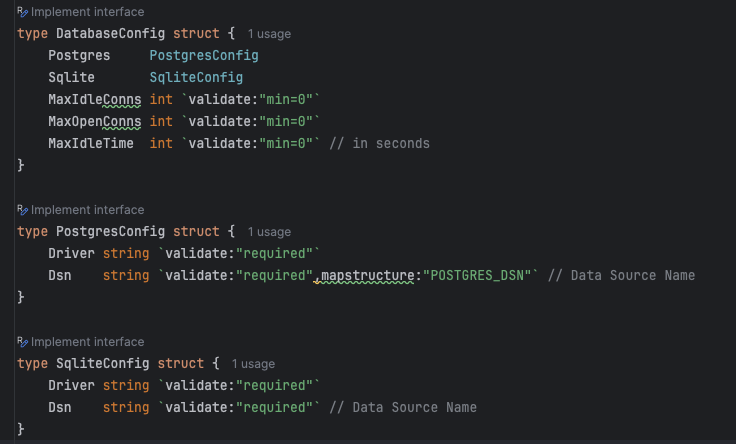 Implement interface
type DatabaseConfig struct { 1 usage
Postgres PostgresConfig
Sqlite SqliteConfig
MaxIdleConns int `validate:"min=0"`
MaxOpenConns int `validate:"min=0"`
MaxIdleTime int `validate:"min=0"` // in seconds
}
Implement interface
type PostgresConfig struct { 1 usage
Driver string `validate:"required"`
Dsn string `validate:"required",mapstructure:"POSTGRES_DSN"` // Data Source Name
}
Implement interface
type SqliteConfig struct { 1 usage
Driver string `validate:"required"`
Dsn string `validate:"required"` // Data Source Name
}